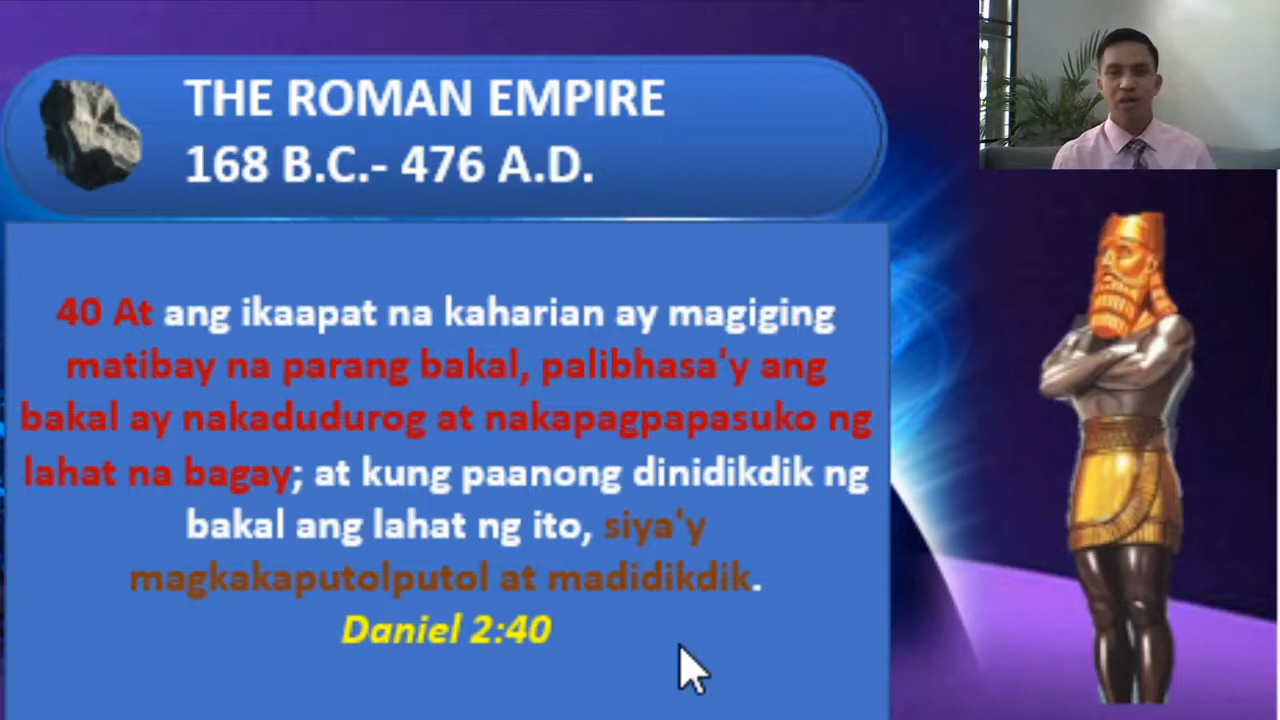 THE ROMAN EMPIRE
168 B.C.- 476 A.D.
40 At ang ikaapat na kaharian ay magiging
matibay na parang bakal, palibhasa'y ang
bakal ay nakadudurog at nakapagpapasuko ng
lahat na bagay; at kung paanong dinidikdik ng
bakal ang lahat ng ito, siya'y
magkakaputolputol at madidikdik.
Daniel 2:40